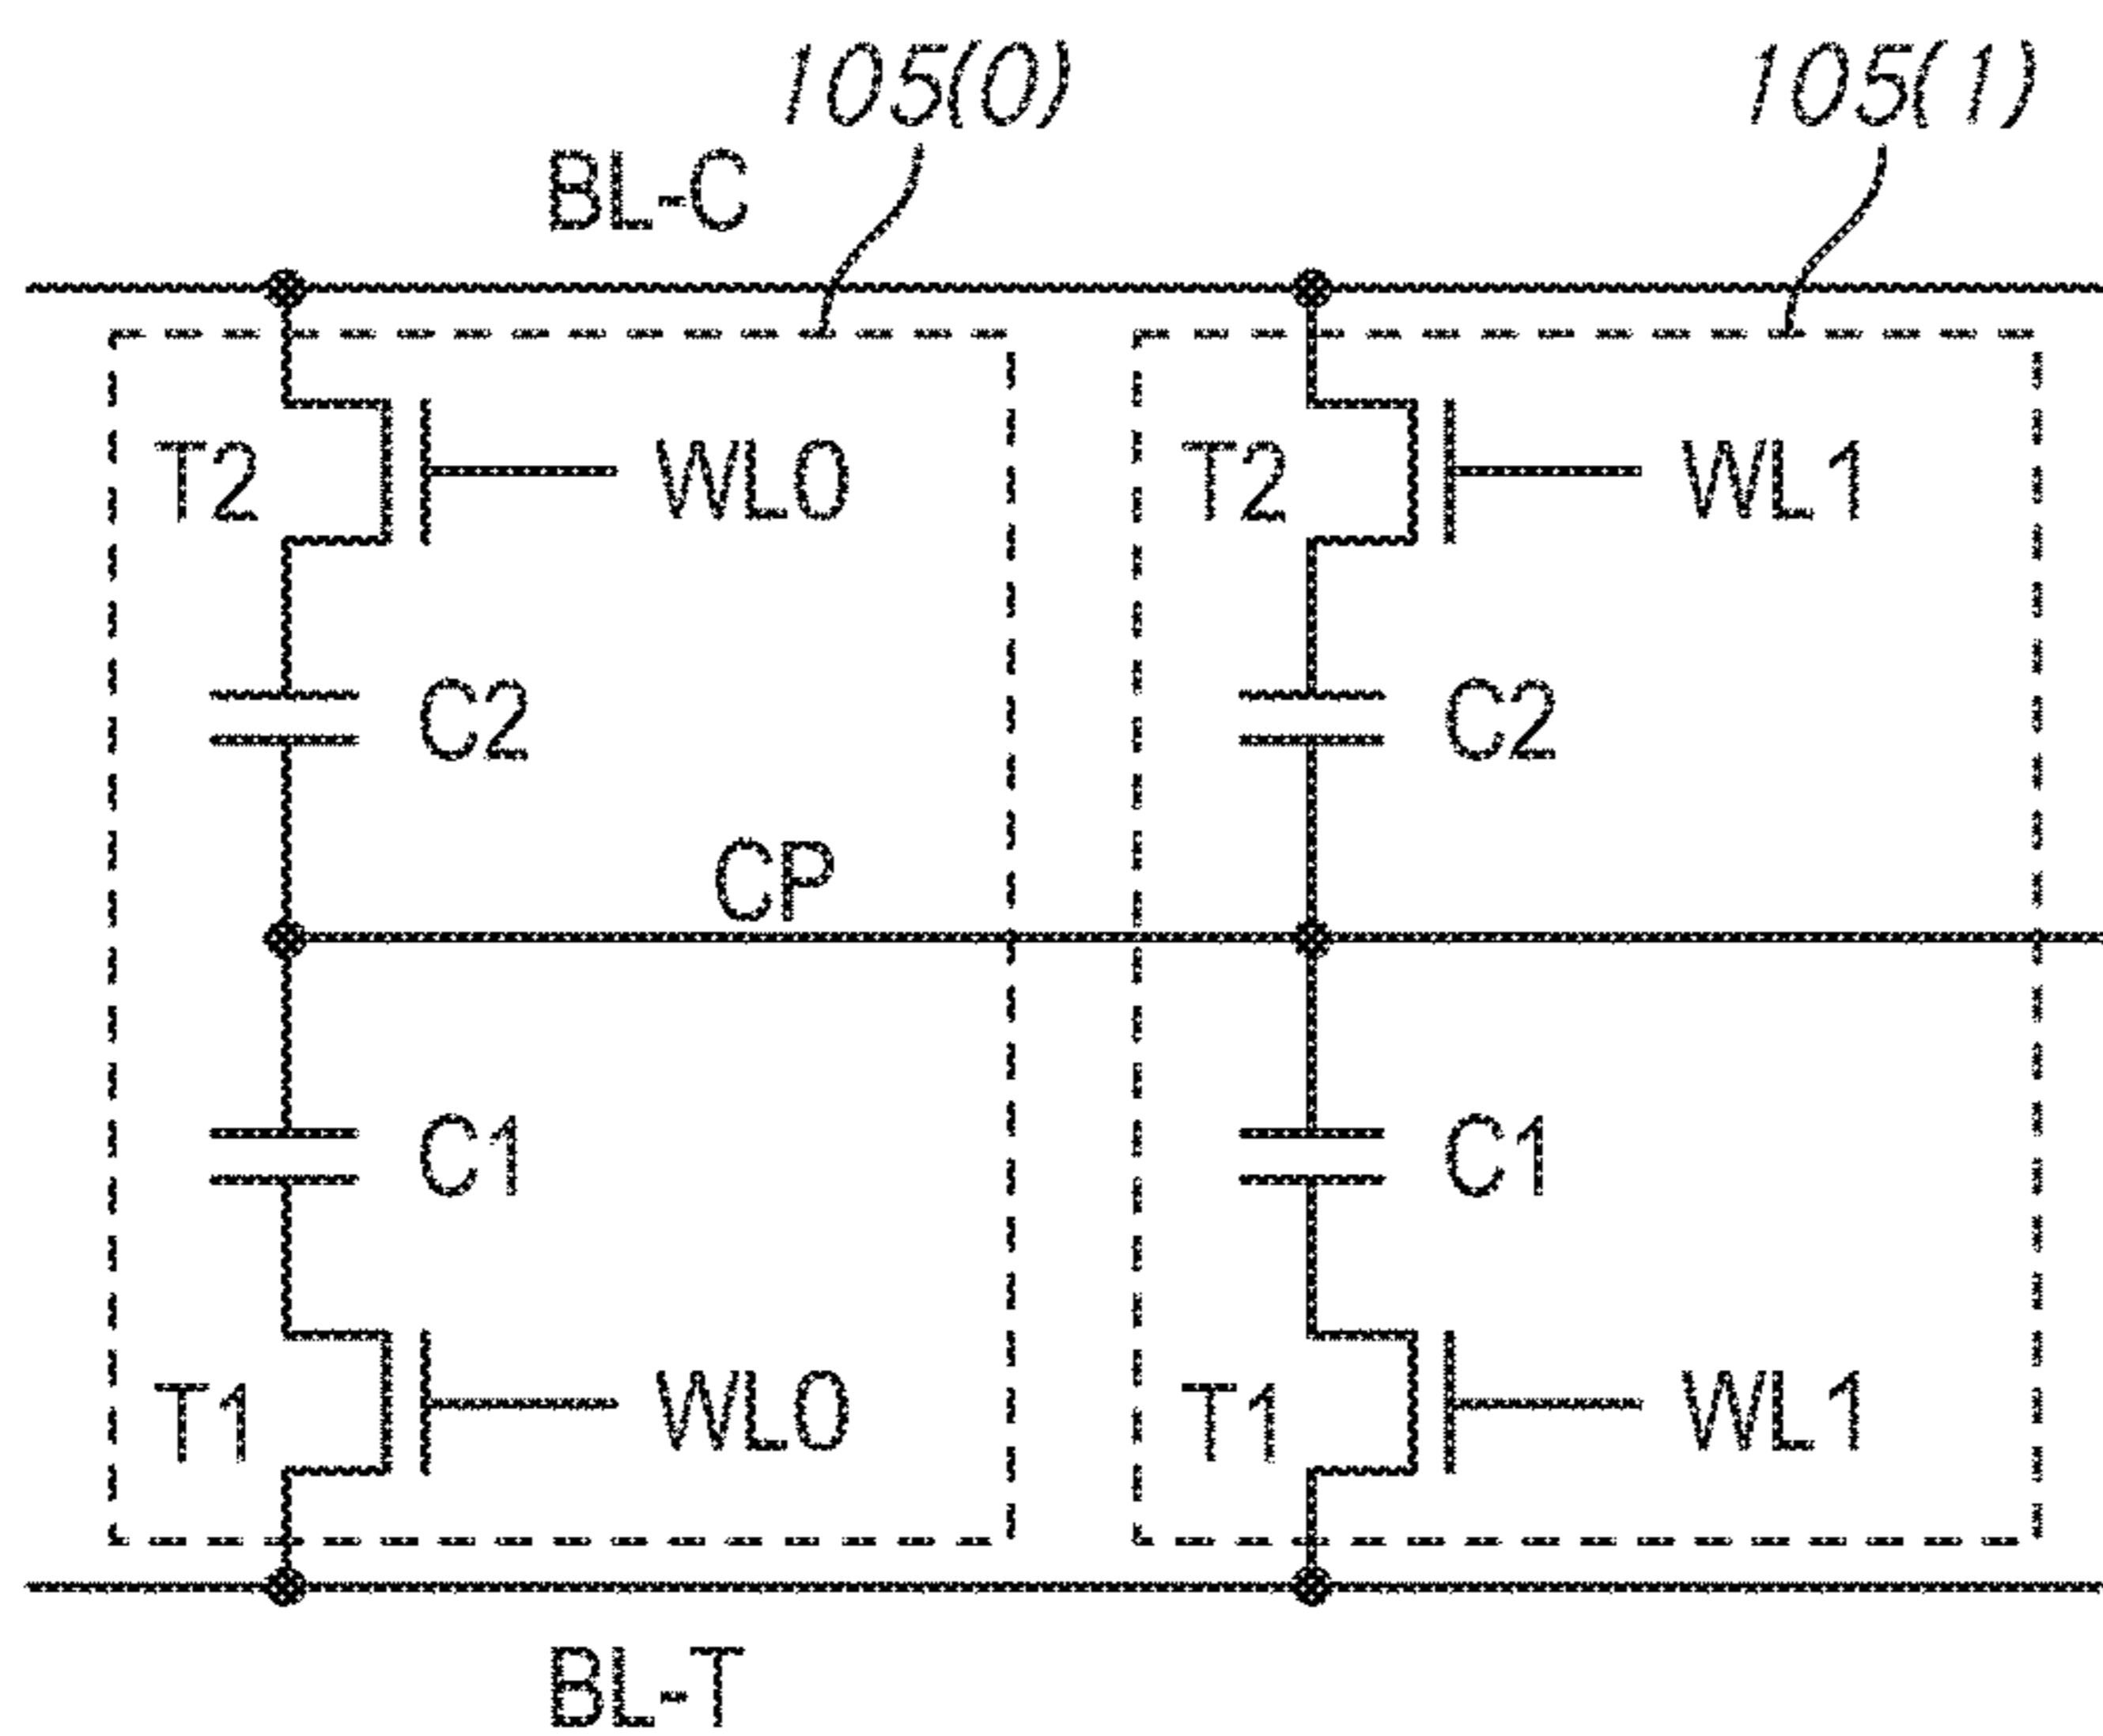 105(0) 105(1)
BL-C
T2 WL0 T2 WL1
C2 C2
CP
C1 C1
T1 WL0 T1 WL1
BL-T